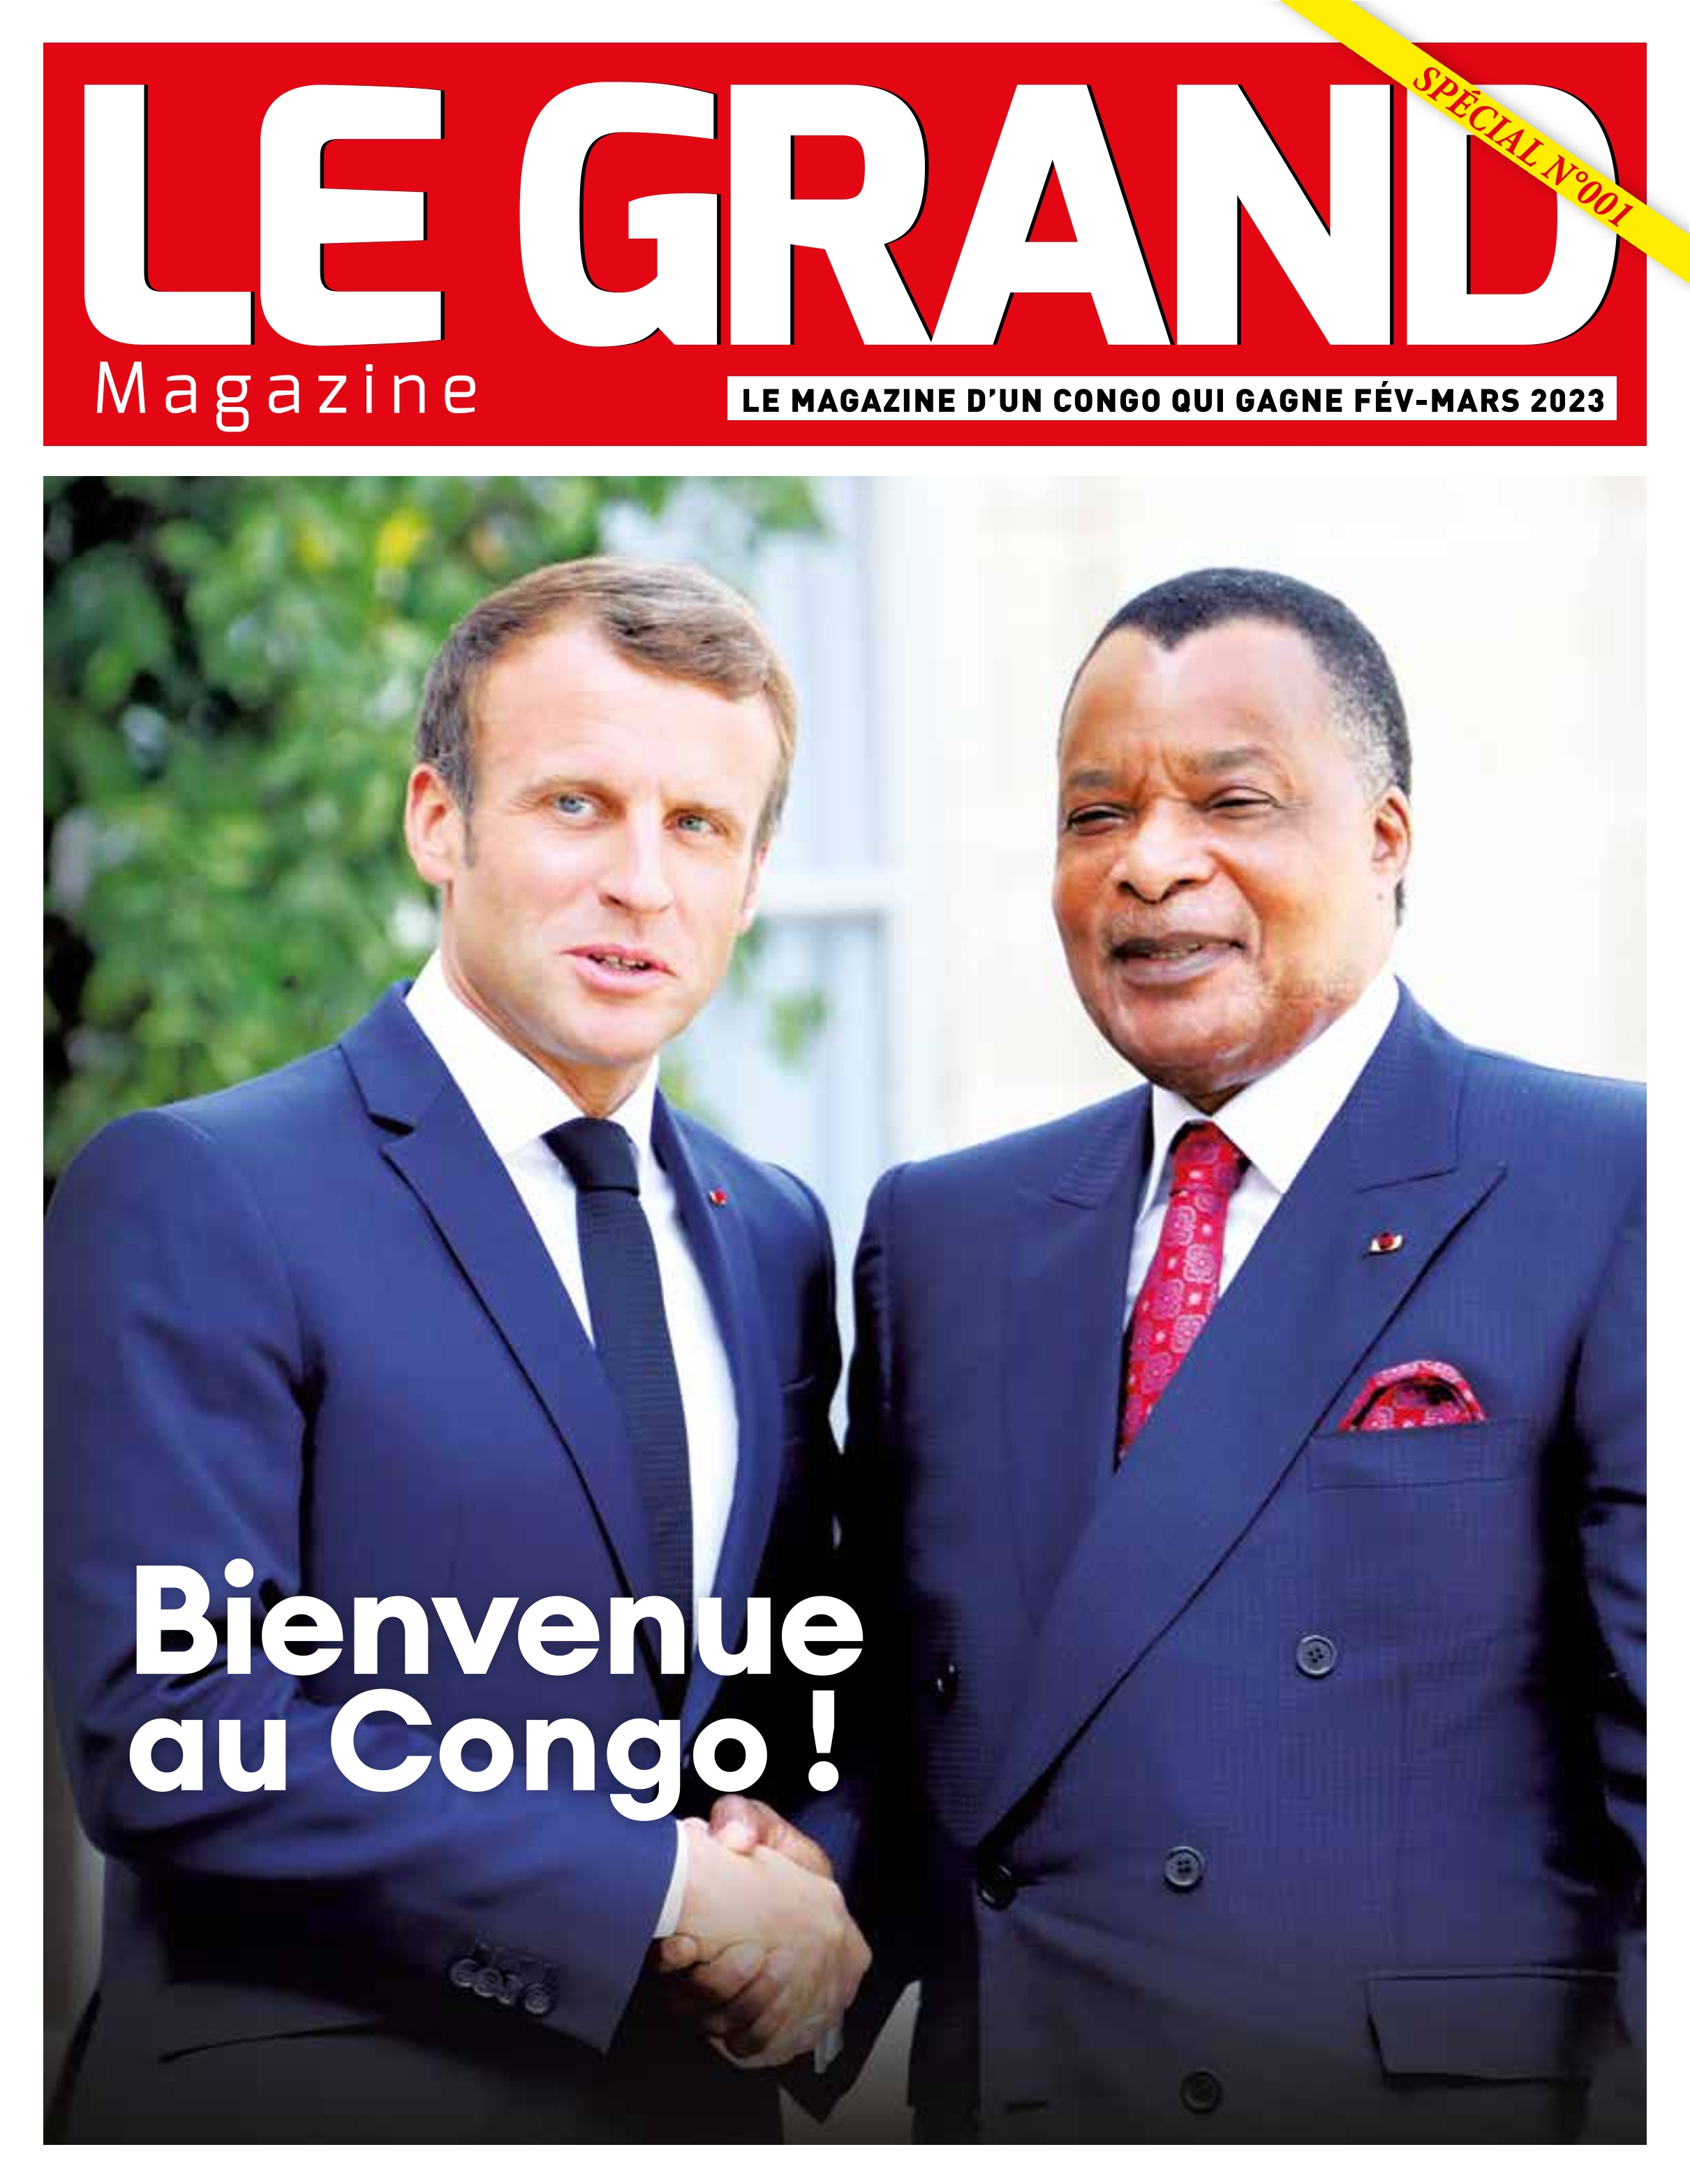 SPÉCIAL N°001
LE GRAND
Magazine
LE MAGAZINE D’UN CONGO QUI GAGNE FÉV-MARS 2023
Bienvenue
au Congo !